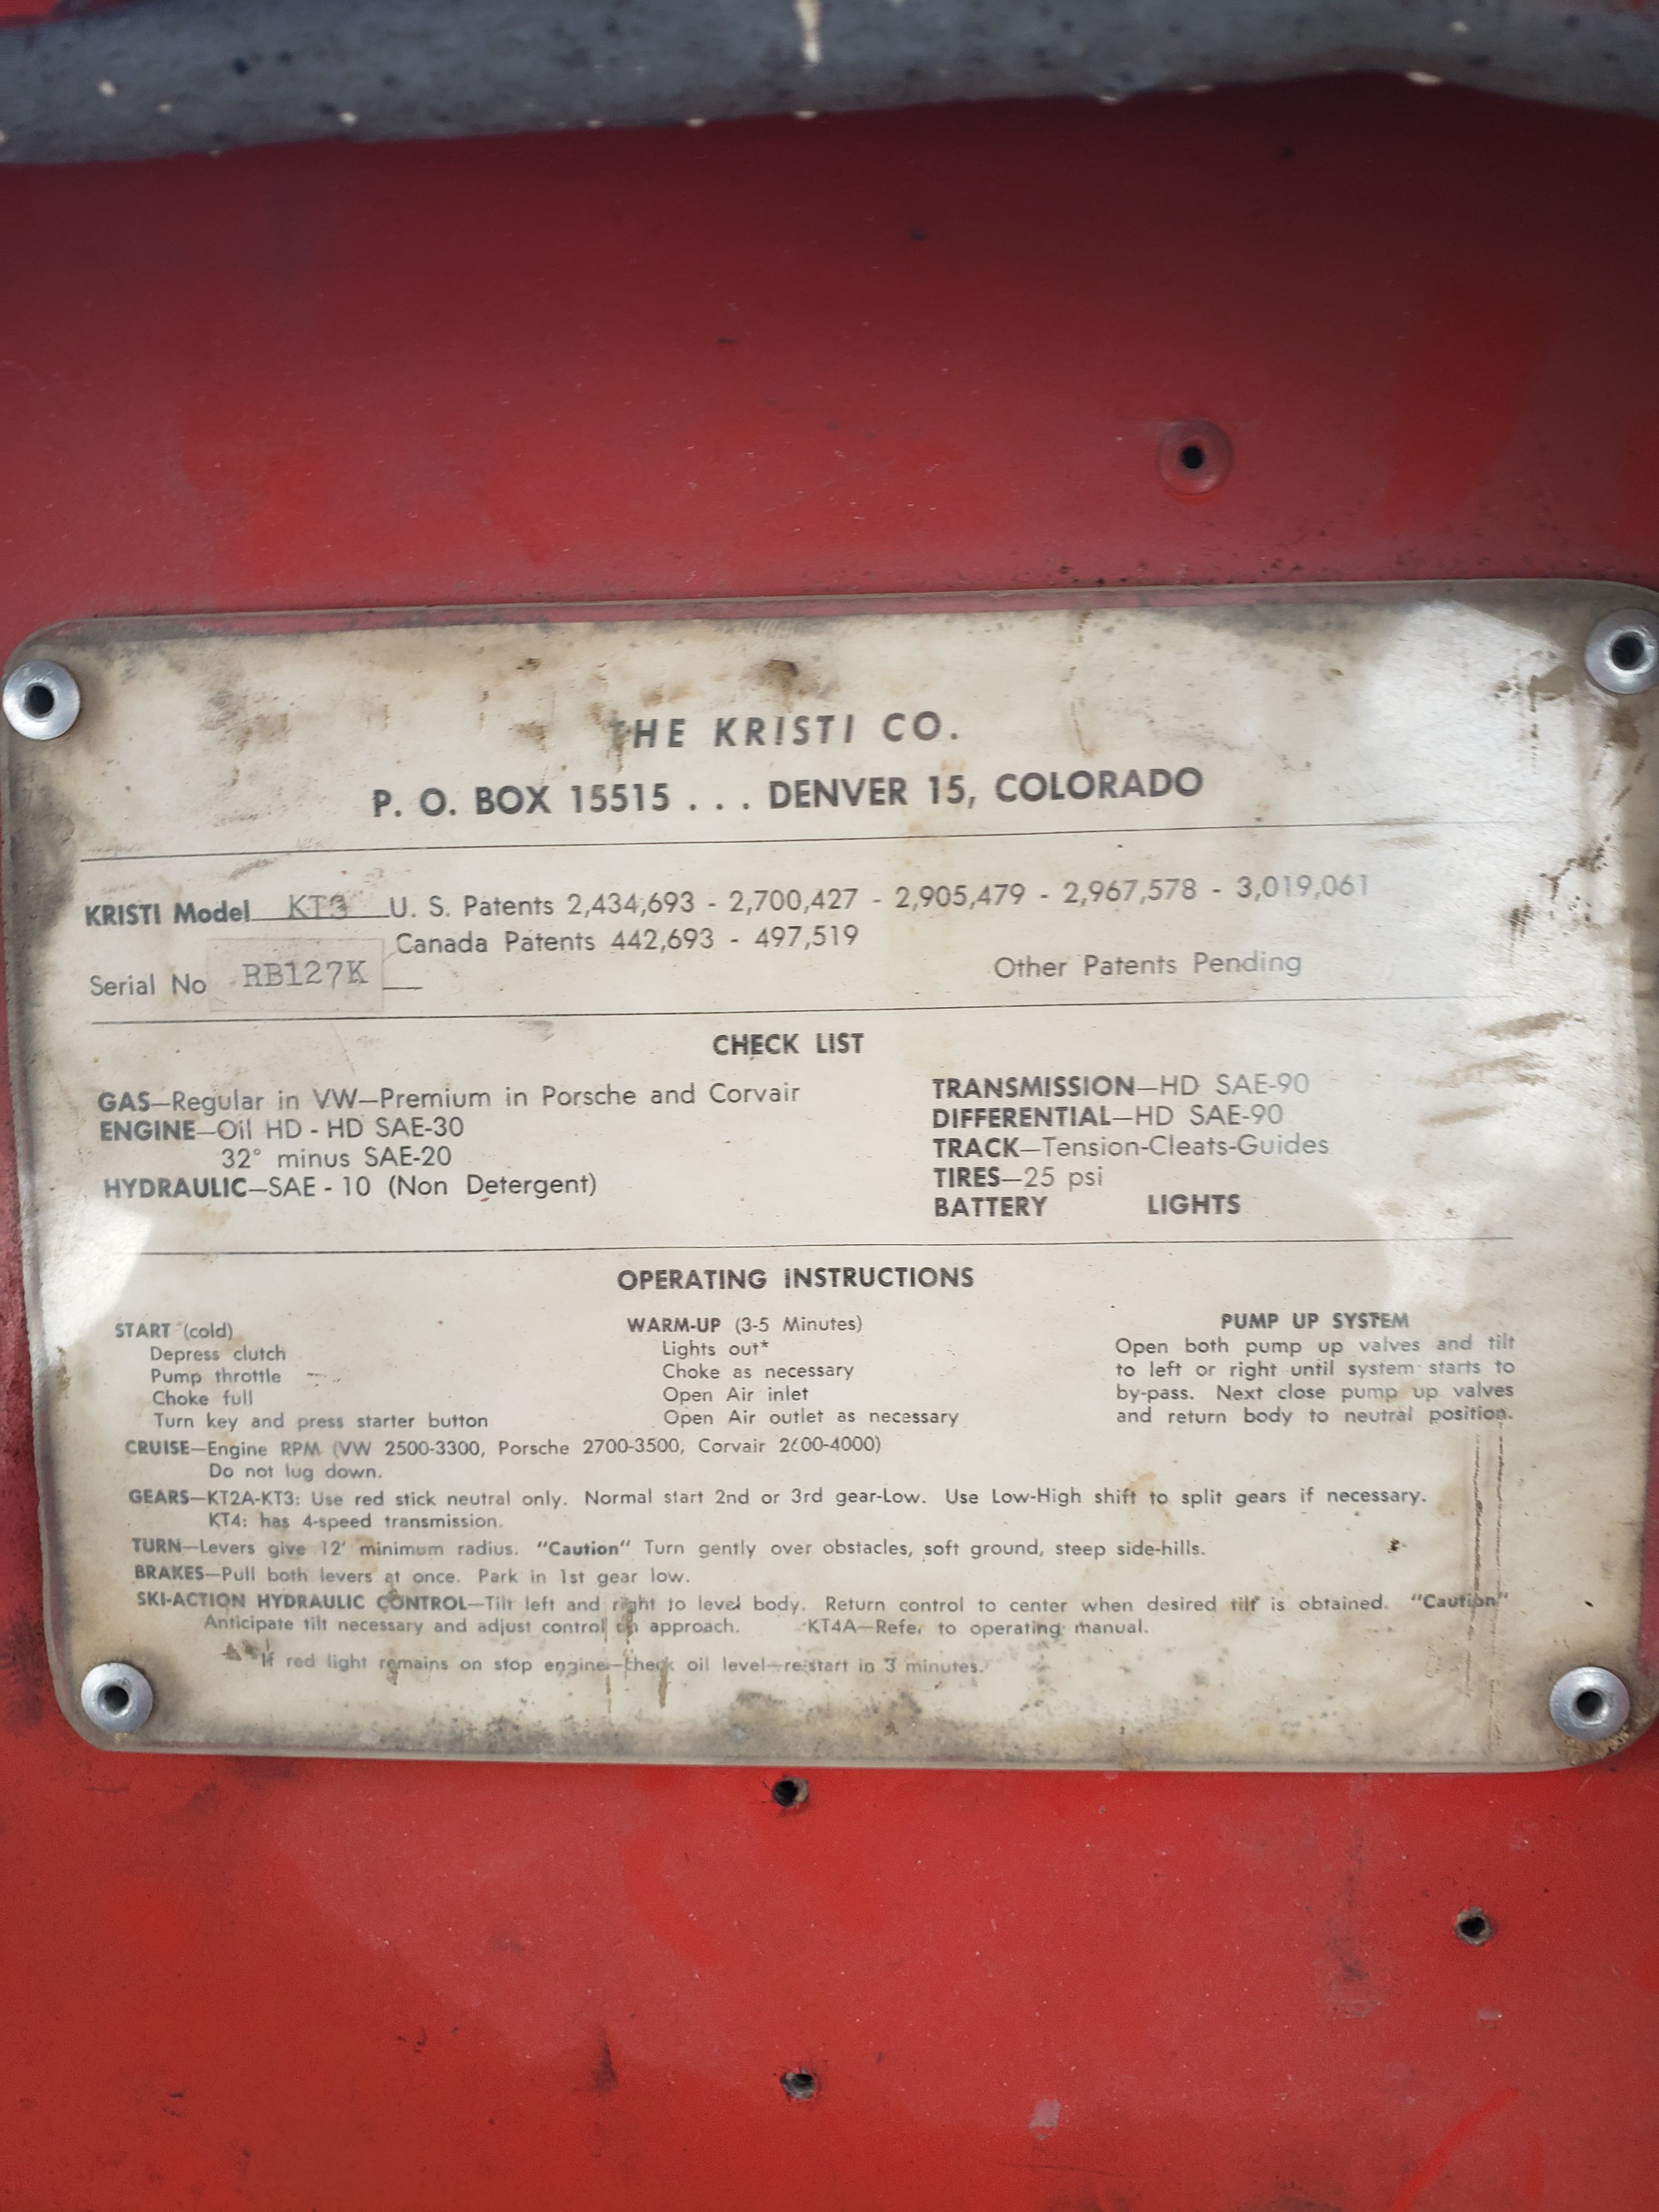 THE KRISTI CO.
P. O. BOX 15515 . . . DENVER 15, COLORADO
KRISTI Model KT3 U. S. Patents 2,434,693 - 2,700,427 - 2,905,479 - 2,967,578 - 3,019,061
Canada Patents 442,693 - 497,519
Serial No RB127K Other Patents Pending
CHECK LIST
GAS—Regular in VW—Premium in Porsche and Corvair
ENGINE—Oil HD - HD SAE-30
32° minus SAE-20
HYDRAULIC—SAE - 10 (Non Detergent)
TRANSMISSION—HD SAE-90
DIFFERENTIAL—HD SAE-90
TRACK—Tension-Cleats-Guides
TIRES—25 psi
BATTERY LIGHTS
OPERATING INSTRUCTIONS
START (cold)
Depress clutch
Pump throttle
Choke full
Turn key and press starter button
WARM-UP (3-5 Minutes)
Lights out*
Choke as necessary
Open Air inlet
Open Air outlet as necessary
PUMP UP SYSTEM
Open both pump up valves and tilt
to left or right until system starts to
by-pass. Next close pump up valves
and return body to neutral position.
CRUISE—Engine RPM (VW 2500-3300, Porsche 2700-3500, Corvair 2600-4000)
Do not lug down.
GEARS—KT2A-KT3: Use red stick neutral only. Normal start 2nd or 3rd gear-Low. Use Low-High shift to split gears if necessary.
KT4: has 4-speed transmission.
TURN—Levers give 12' minimum radius. "Caution" Turn gently over obstacles, soft ground, steep side-hills.
BRAKES—Pull both levers at once. Park in 1st gear low.
SKI-ACTION HYDRAULIC CONTROL—Tilt left and right to level body. Return control to center when desired tilt is obtained. "Caution"
Anticipate tilt necessary and adjust control on approach. KT4A—Refer to operating manual.
If red light remains on stop engine—check oil level—restart in 3 minutes.